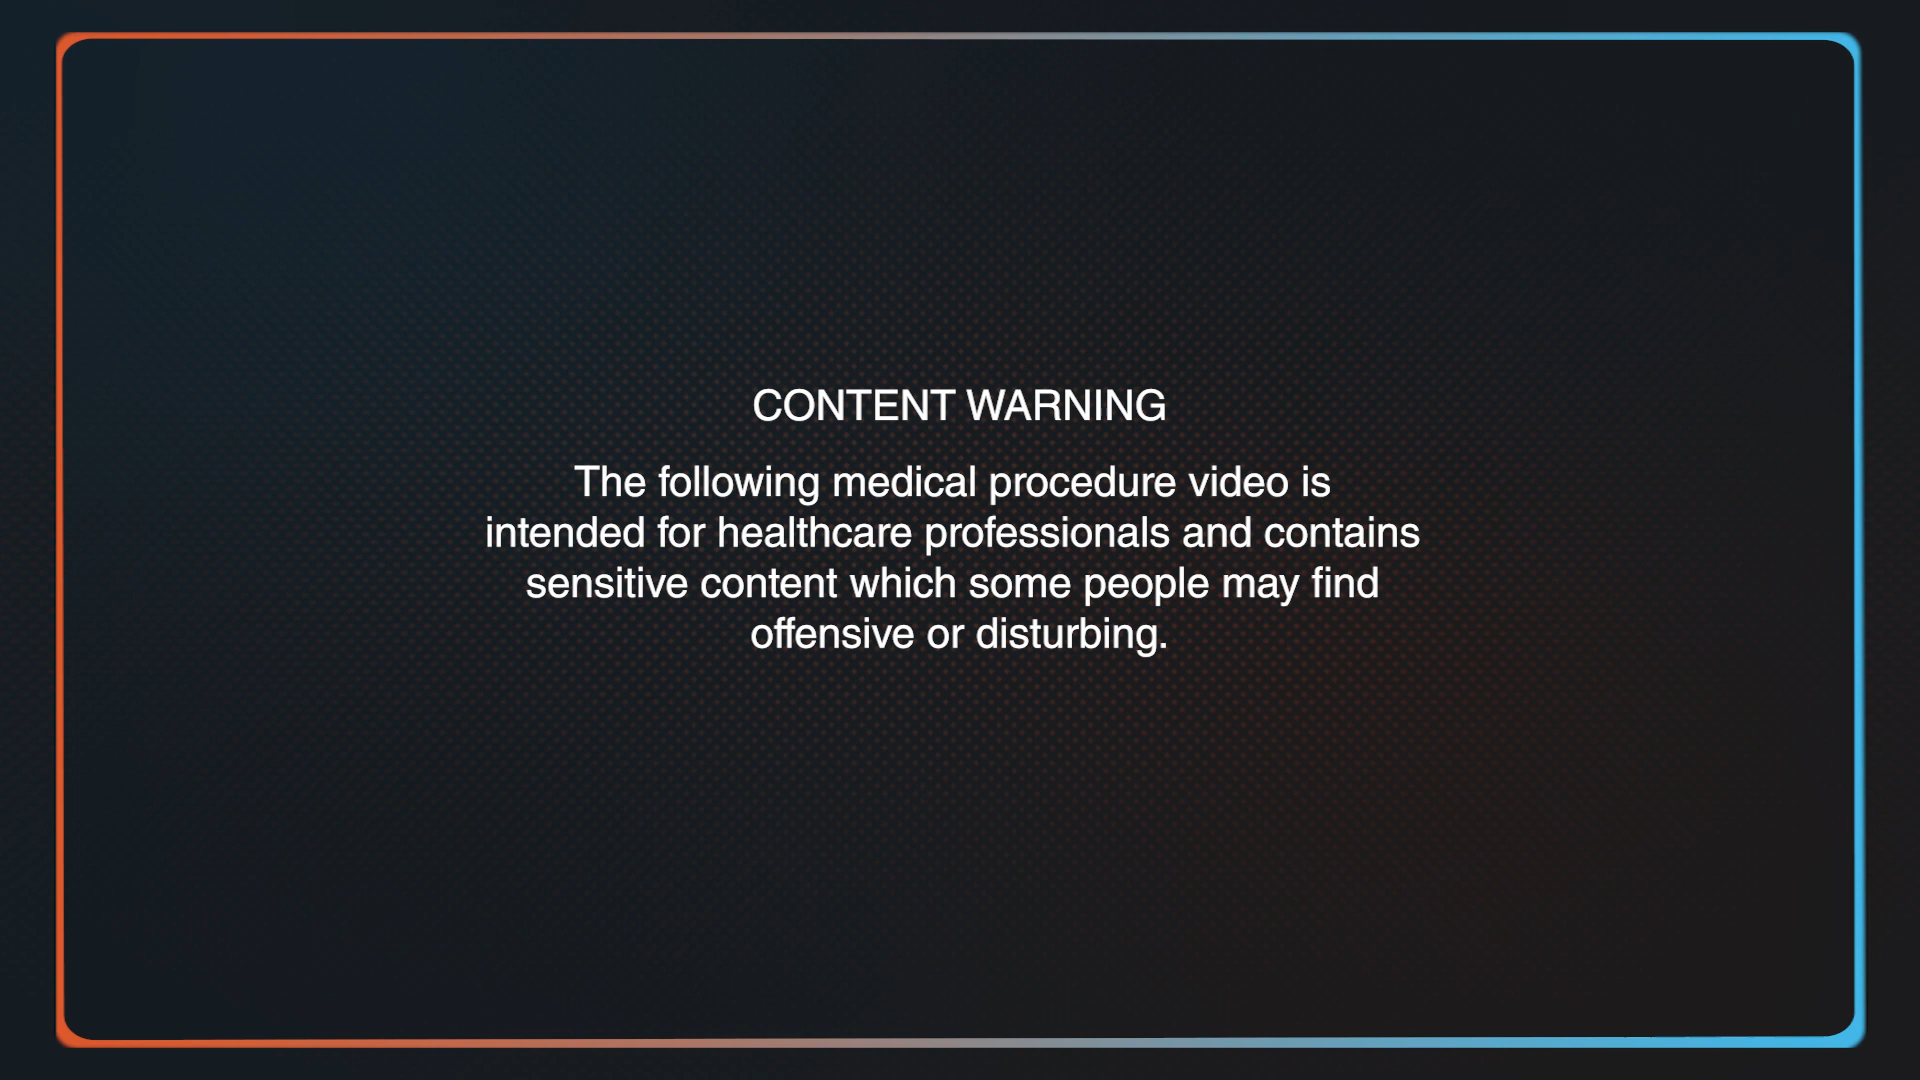 CONTENT WARNING
The following medical procedure video is
intended for healthcare professionals and contains
sensitive content which some people may find
offensive or disturbing.